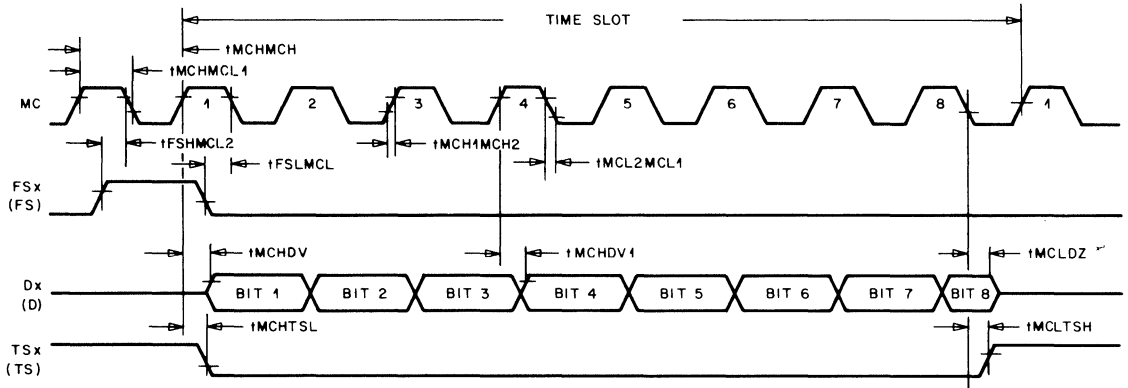 TIME SLOT
tMCHMCH
tMCHMCL1
MC
1 2 3 4 5 6 7 8 1
tFSHMCL2
tFSLMCL
tMCH1MCH2
tMCL2MCL1
FSX
(FS)
tMCHDV
tMCHDV1
tMCLDZ
DX
(D)
BIT 1 BIT 2 BIT 3 BIT 4 BIT 5 BIT 6 BIT 7 BIT 8
tMCHTSL
tMCLTSH
TSX
(TS)